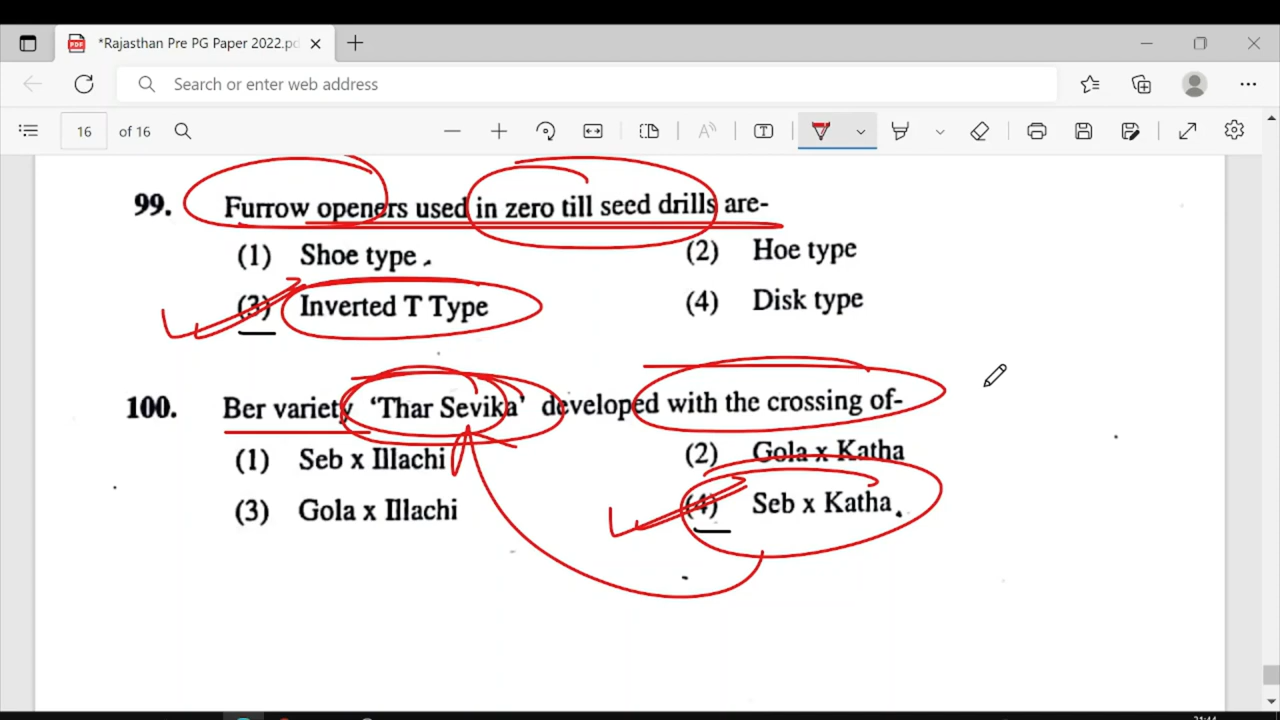 *Rajasthan Pre PG Paper 2022.pd
Search or enter web address
16 of 16
99. Furrow openers used in zero till seed drills are-
(1) Shoe type . (2) Hoe type
(3) Inverted T Type (4) Disk type
100. Ber variety ‘Thar Sevika’ developed with the crossing of-
(1) Seb x Illachi (2) Gola x Katha
(3) Gola x Illachi (4) Seb x Katha